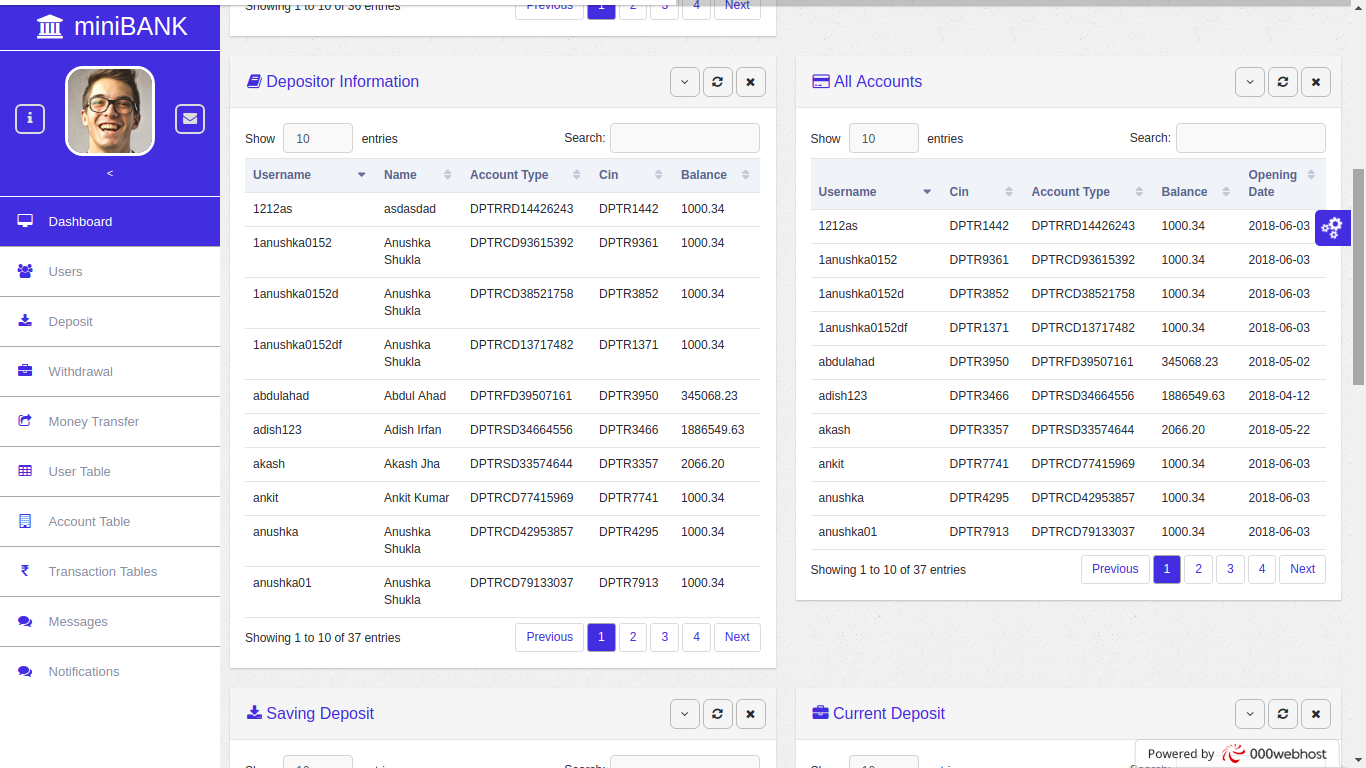 Showing 1 to 10 of 36 entries
Previous 1 2 3 4 Next
miniBANK
<
Dashboard
Users
Deposit
Withdrawal
Money Transfer
User Table
Account Table
Transaction Tables
Messages
Notifications
Depositor Information
Show 10 entries
Search:
Username Name Account Type Cin Balance
1212as asdasdad DPTRRD14426243 DPTR1442 1000.34
1anushka0152 Anushka DPTRCD93615392 DPTR9361 1000.34
Shukla
1anushka0152d Anushka DPTRCD38521758 DPTR3852 1000.34
Shukla
1anushka0152df Anushka DPTRCD13717482 DPTR1371 1000.34
Shukla
abdulahad Abdul Ahad DPTRFD39507161 DPTR3950 345068.23
adish123 Adish Irfan DPTRSD34664556 DPTR3466 1886549.63
akash Akash Jha DPTRSD33574644 DPTR3357 2066.20
ankit Ankit Kumar DPTRCD77415969 DPTR7741 1000.34
anushka Anushka DPTRCD42953857 DPTR4295 1000.34
Shukla
anushka01 Anushka DPTRCD79133037 DPTR7913 1000.34
Shukla
Showing 1 to 10 of 37 entries
Previous 1 2 3 4 Next
All Accounts
Show 10 entries
Search:
Opening
Username Cin Account Type Balance Date
1212as DPTR1442 DPTRRD14426243 1000.34 2018-06-03
1anushka0152 DPTR9361 DPTRCD93615392 1000.34 2018-06-03
1anushka0152d DPTR3852 DPTRCD38521758 1000.34 2018-06-03
1anushka0152df DPTR1371 DPTRCD13717482 1000.34 2018-06-03
abdulahad DPTR3950 DPTRFD39507161 345068.23 2018-05-02
adish123 DPTR3466 DPTRSD34664556 1886549.63 2018-04-12
akash DPTR3357 DPTRSD33574644 2066.20 2018-05-22
ankit DPTR7741 DPTRCD77415969 1000.34 2018-06-03
anushka DPTR4295 DPTRCD42953857 1000.34 2018-06-03
anushka01 DPTR7913 DPTRCD79133037 1000.34 2018-06-03
Showing 1 to 10 of 37 entries
Previous 1 2 3 4 Next
Saving Deposit
Show 10 entries
Search:
Current Deposit
Show 10 entries
Search:
Powered by 000webhost